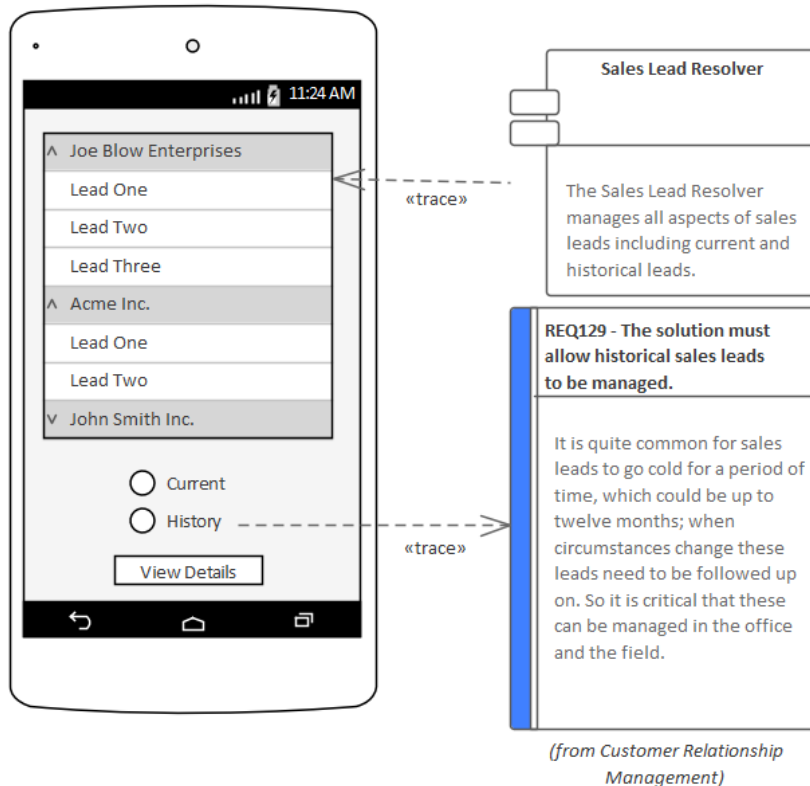 11:24 AM
Joe Blow Enterprises
Lead One
Lead Two
Lead Three
Acme Inc.
Lead One
Lead Two
John Smith Inc.
Current
History
View Details
«trace»
«trace»
Sales Lead Resolver
The Sales Lead Resolver
manages all aspects of sales
leads including current and
historical leads.
REQ129 - The solution must
allow historical sales leads
to be managed.
It is quite common for sales
leads to go cold for a period of
time, which could be up to
twelve months; when
circumstances change these
leads need to be followed up
on. So it is critical that these
can be managed in the office
and the field.
(from Customer Relationship
Management)